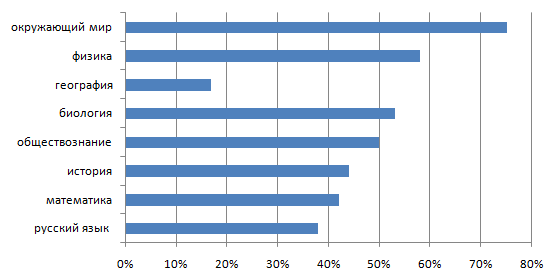 окружающий мир
физика
география
биология
обществознание
история
математика
русский язык
0% 10% 20% 30% 40% 50% 60% 70% 80%